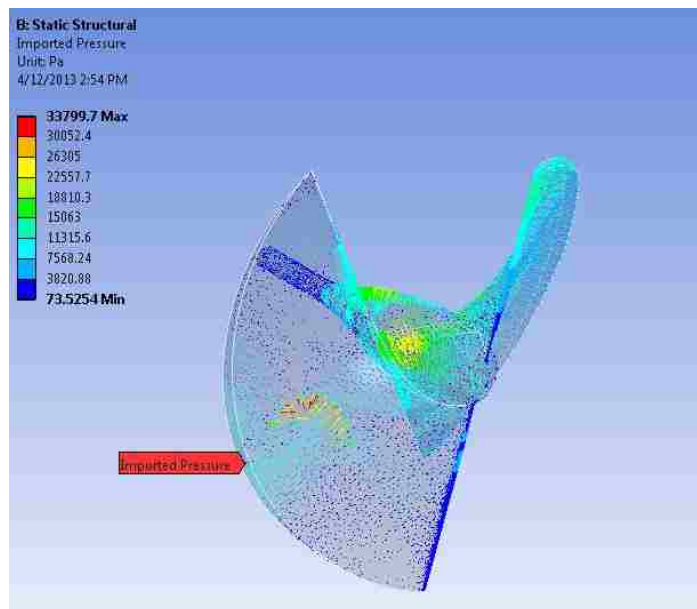 B: Static Structural
Imported Pressure
Unit: Pa
4/12/2013 2:54 PM
33799.7 Max
30052.4
26305
22557.7
18810.3
15063
11315.6
7568.24
3820.88
73.5254 Min
Imported Pressure